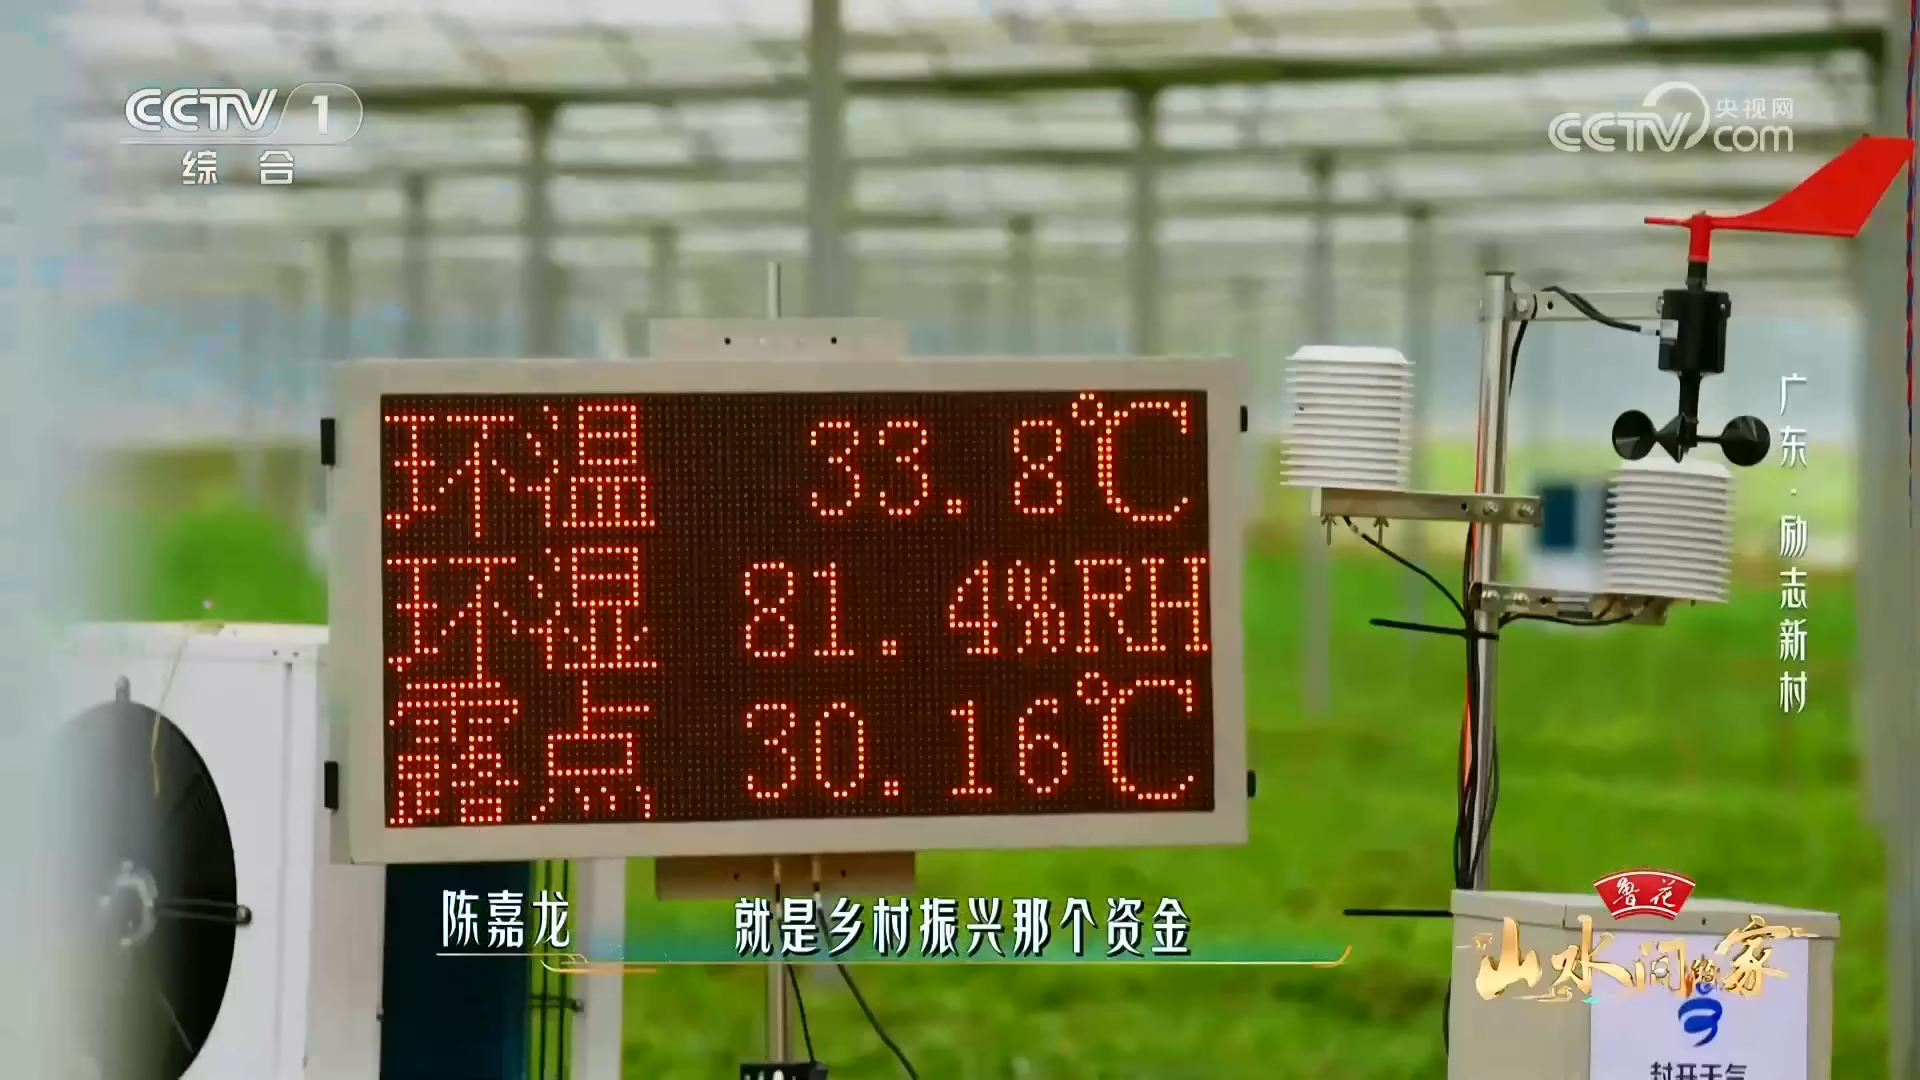 CCTV 1
综合
央视网
CCTV com
环温 33.8℃
环湿 81.4%RH
露点 30.16℃
广东·励志新村
陈嘉龙 就是乡村振兴那个资金
鲁花
山水间的家
封开天气